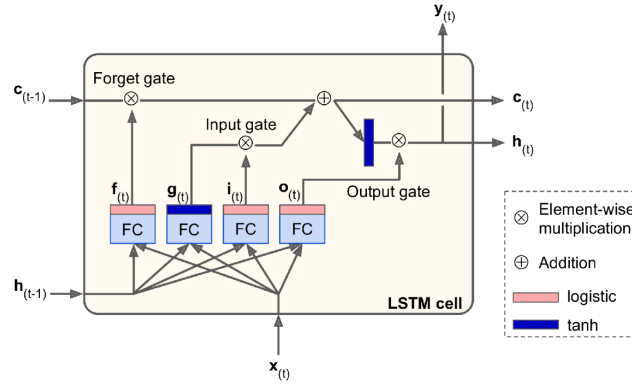 y(t)
Forget gate
c(t-1)
c(t)
Input gate
h(t)
f(t)
g(t)
i(t)
o(t)
Output gate
FC
FC
FC
FC
Element-wise
multiplication
Addition
h(t-1)
LSTM cell
logistic
tanh
x(t)